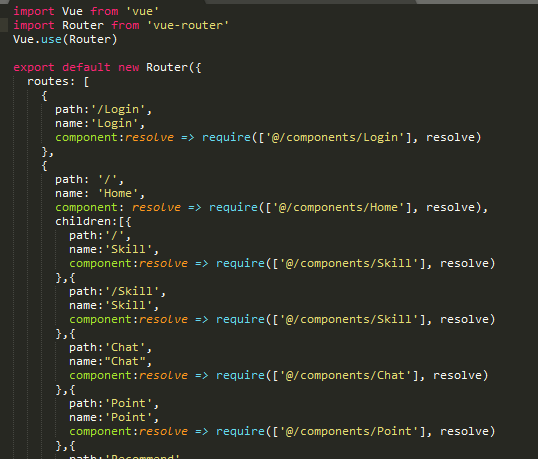 import Vue from 'vue'
import Router from 'vue-router'
Vue.use(Router)
export default new Router({
routes: [
{
path:'/Login',
name:'Login',
component:resolve => require(['@/components/Login'], resolve)
},
{
path: '/',
name: 'Home',
component: resolve => require(['@/components/Home'], resolve),
children:[{
path:'/',
name:'Skill',
component:resolve => require(['@/components/Skill'], resolve)
},{
path:'/Skill',
name:'Skill',
component:resolve => require(['@/components/Skill'], resolve)
},{
path:'Chat',
name:"Chat",
component:resolve => require(['@/components/Chat'], resolve)
},{
path:'Point',
name:'Point',
component:resolve => require(['@/components/Point'], resolve)
},{
path:'Recommend'